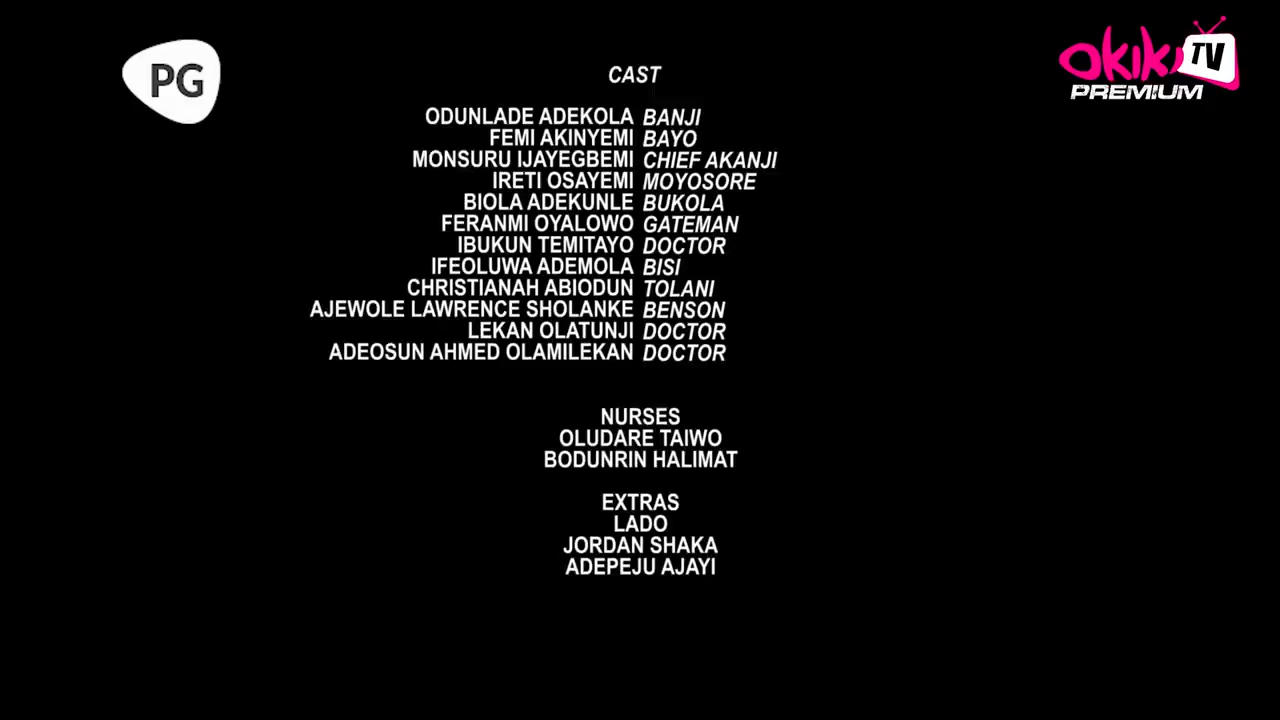 PG
OKIKI TV
PREMIUM
CAST
ODUNLADE ADEKOLA BANJI
FEMI AKINYEMI BAYO
MONSURU IJAYEGBEMI CHIEF AKANJI
IRETI OSAYEMI MOYOSORE
BIOLA ADEKUNLE BUKOLA
FERANMI OYALOWO GATEMAN
IBUKUN TEMITAYO DOCTOR
IFEOLUWA ADEMOLA BISI
CHRISTIANAH ABIODUN TOLANI
AJEWOLE LAWRENCE SHOLANKE BENSON
LEKAN OLATUNJI DOCTOR
ADEOSUN AHMED OLAMILEKAN DOCTOR
NURSES
OLUDARE TAIWO
BODUNRIN HALIMAT
EXTRAS
LADO
JORDAN SHAKA
ADEPEJU AJAYI